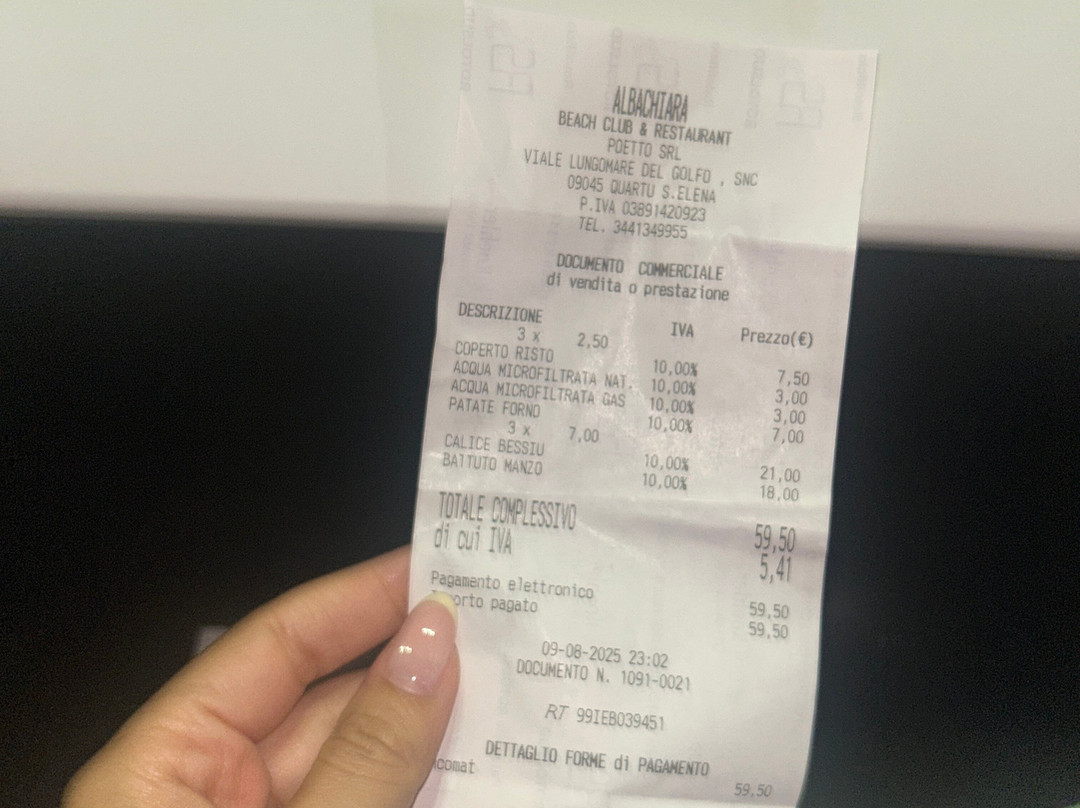 ALBACHIARA
BEACH CLUB & RESTAURANT
POETTO SRL
VIALE LUNGOMARE DEL GOLFO , SNC
09045 QUARTU S.ELENA
P.IVA 03891420923
TEL. 3441349955
DOCUMENTO COMMERCIALE
di vendita o prestazione
DESCRIZIONE IVA Prezzo(€)
3 x 2,50
COPERTO RISTO 10,00% 7,50
ACQUA MICROFILTRATA NAT. 10,00% 3,00
ACQUA MICROFILTRATA GAS 10,00% 3,00
PATATE FORNO 10,00% 7,00
3 x 7,00
CALICE BESSIU 10,00% 21,00
BATTUTO MANZO 10,00% 18,00
TOTALE COMPLESSIVO 59,50
di cui IVA 5,41
Pagamento elettronico 59,50
orto pagato 59,50
09-08-2025 23:02
DOCUMENTO N. 1091-0021
RT 99IEB039451
DETTAGLIO FORME di PAGAMENTO
comat 59,50